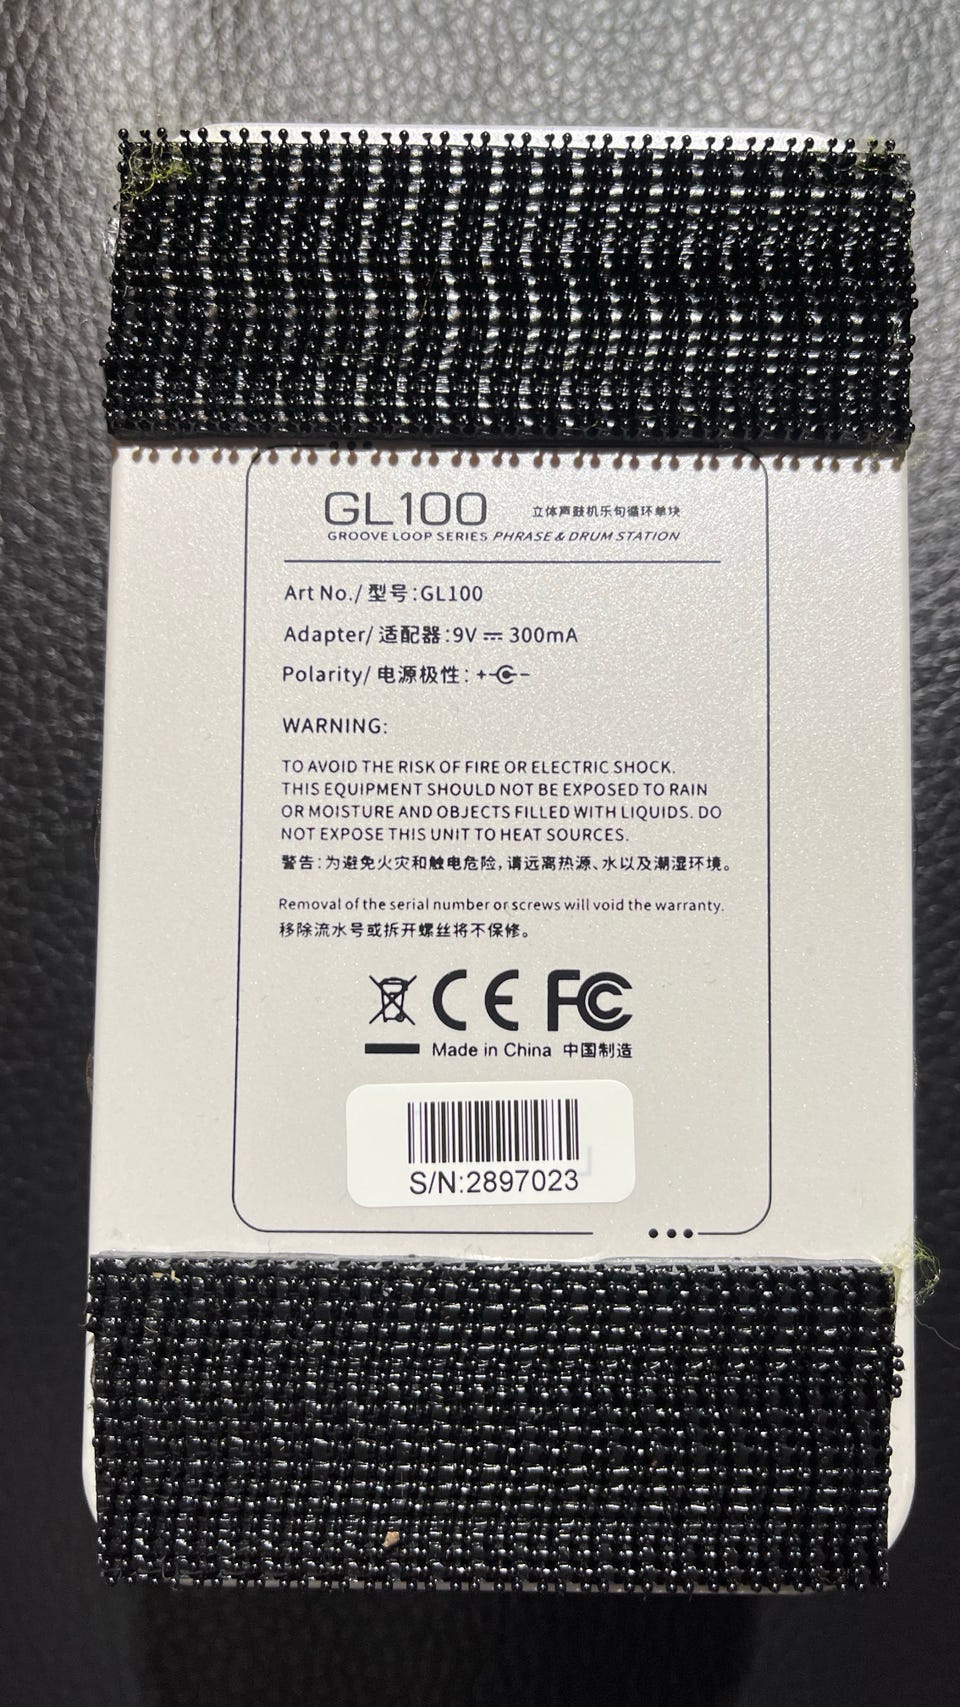 GL100 立体声鼓机乐句循环单块
GROOVE LOOP SERIES PHRASE & DRUM STATION
Art No./ 型号:GL100
Adapter/ 适配器:9V ⎓ 300mA
Polarity/ 电源极性: +-
WARNING:
TO AVOID THE RISK OF FIRE OR ELECTRIC SHOCK.
THIS EQUIPMENT SHOULD NOT BE EXPOSED TO RAIN
OR MOISTURE AND OBJECTS FILLED WITH LIQUIDS. DO
NOT EXPOSE THIS UNIT TO HEAT SOURCES.
警告:为避免火灾和触电危险,请远离热源、水以及潮湿环境。
Removal of the serial number or screws will void the warranty.
移除流水号或拆开螺丝将不保修。
CE FC
Made in China 中国制造
S/N:2897023